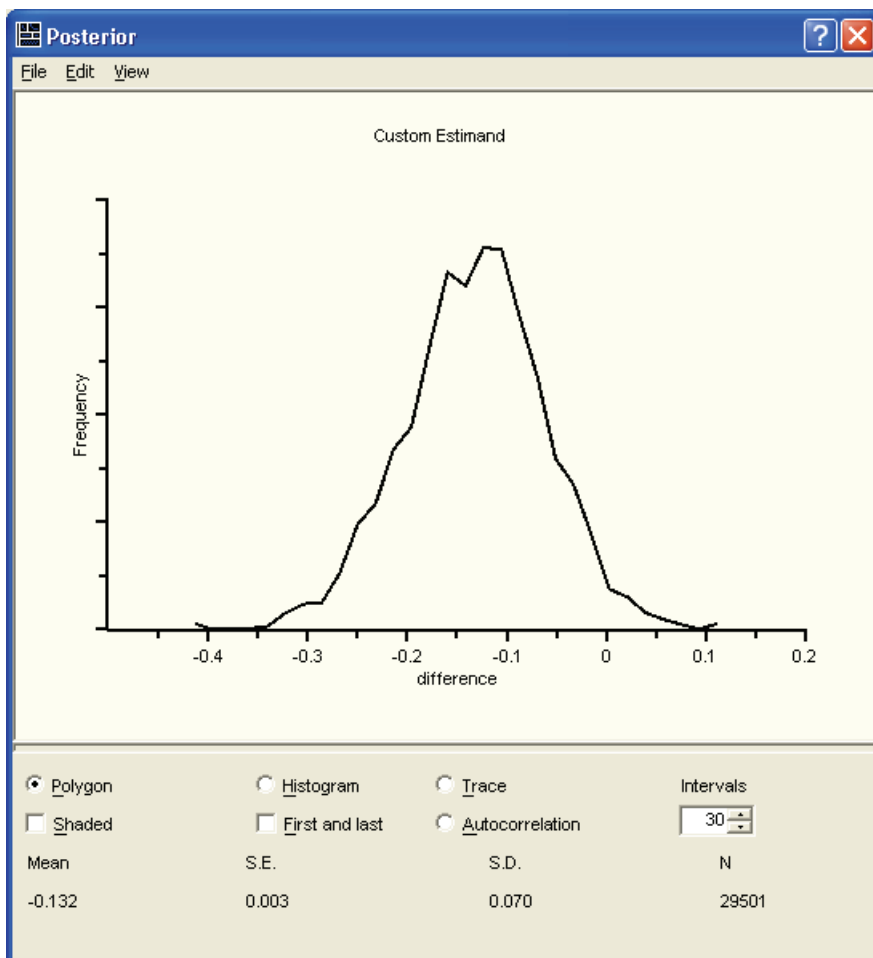 Posterior
File Edit View
Custom Estimand
Frequency
-0.4 -0.3 -0.2 -0.1 0 0.1 0.2
difference
Polygon Histogram Trace Intervals
Shaded First and last Autocorrelation 30
Mean S.E. S.D. N
-0.132 0.003 0.070 29501